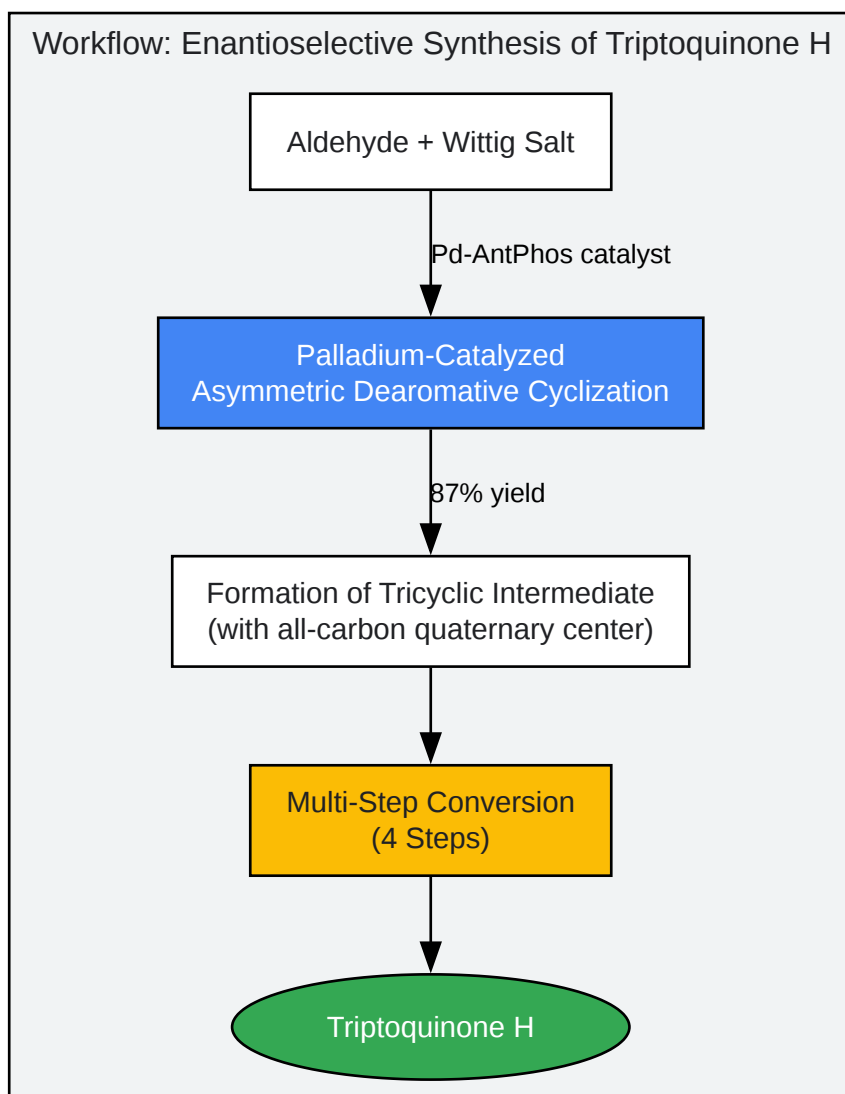 Workflow: Enantioselective Synthesis of Triptoquinone H
Aldehyde + Wittig Salt
Pd-AntPhos catalyst
Palladium-Catalyzed
Asymmetric Dearomative Cyclization
87% yield
Formation of Tricyclic Intermediate
(with all-carbon quaternary center)
Multi-Step Conversion
(4 Steps)
Triptoquinone H